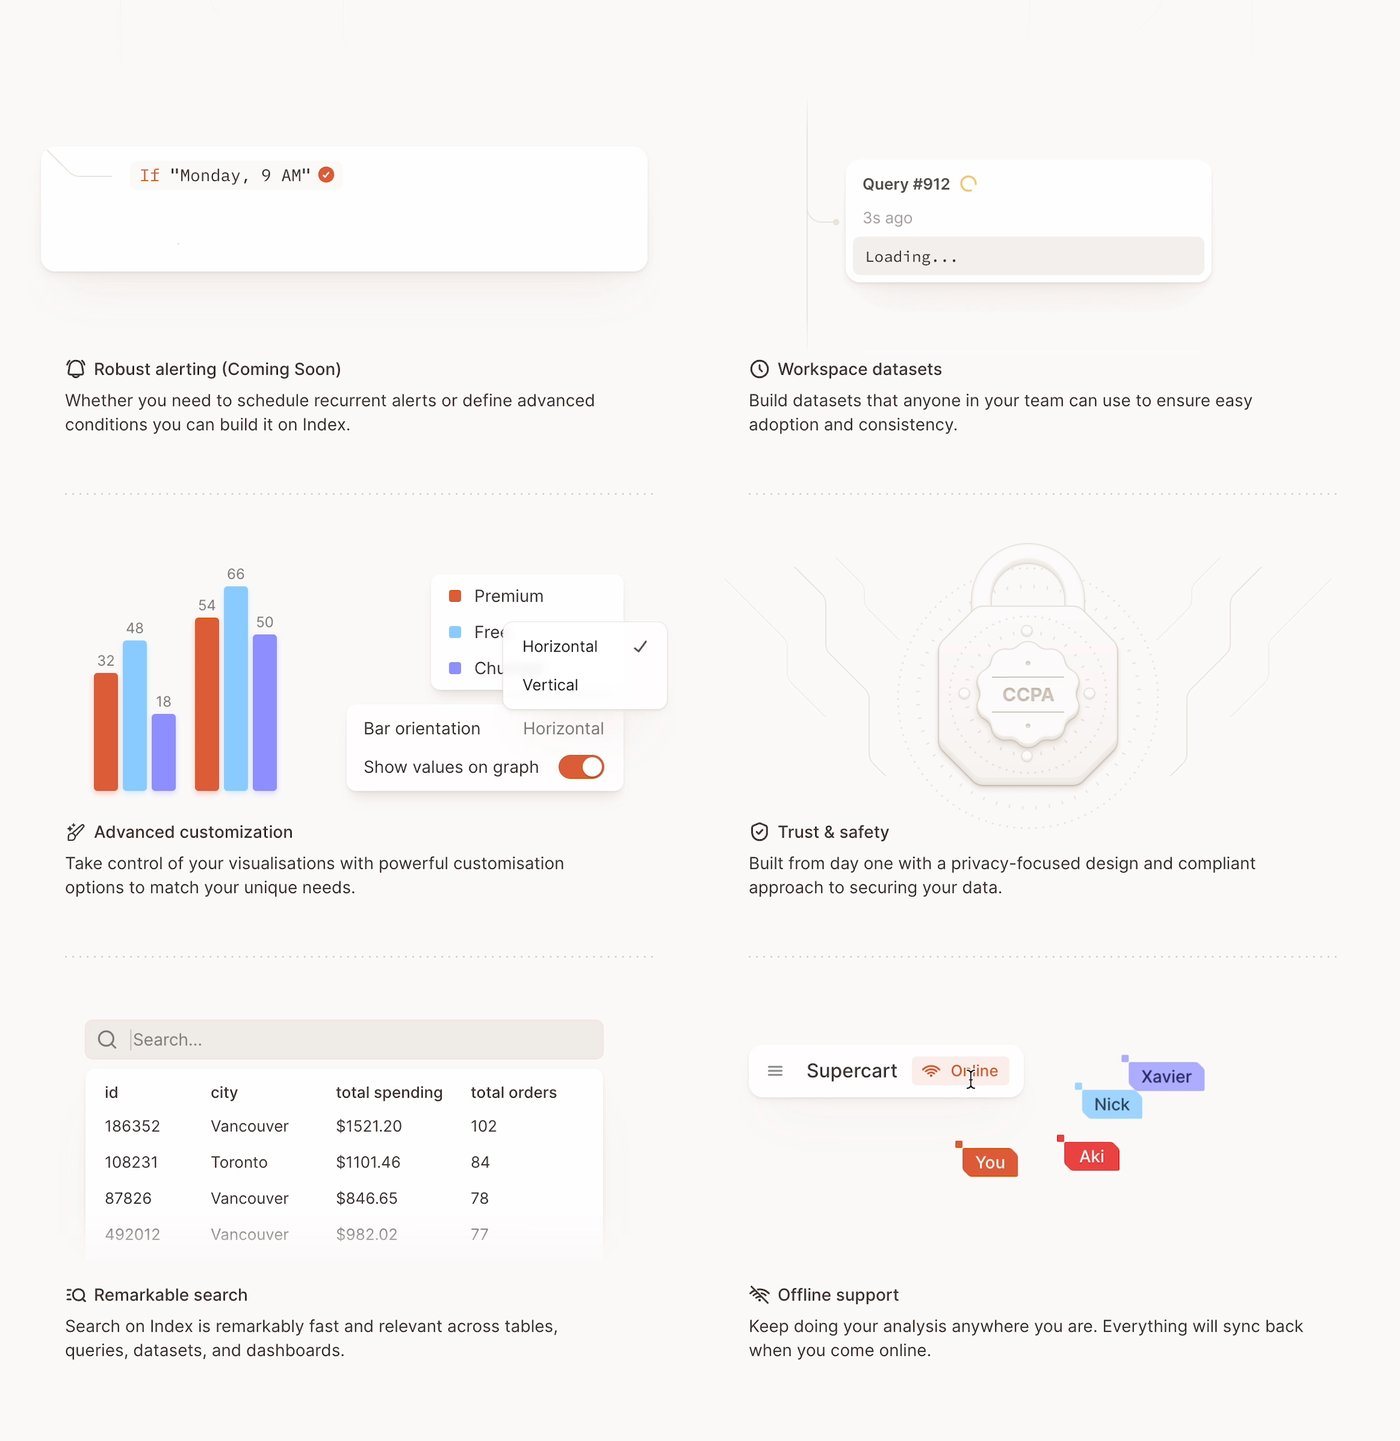 If "Monday, 9 AM"
Query #912
3s ago
Loading...
Robust alerting (Coming Soon)
Whether you need to schedule recurrent alerts or define advanced
conditions you can build it on Index.
Workspace datasets
Build datasets that anyone in your team can use to ensure easy
adoption and consistency.
32
48
18
54
66
50
Premium
Free
Horizontal
Vertical
Bar orientation Horizontal
Show values on graph
Advanced customization
Take control of your visualisations with powerful customisation
options to match your unique needs.
CCPA
Trust & safety
Built from day one with a privacy-focused design and compliant
approach to securing your data.
Search...
id city total spending total orders
186352 Vancouver $1521.20 102
108231 Toronto $1101.46 84
87826 Vancouver $846.65 78
492012 Vancouver $982.02 77
Remarkable search
Search on Index is remarkably fast and relevant across tables,
queries, datasets, and dashboards.
Supercart Online
Xavier
Nick
You
Aki
Offline support
Keep doing your analysis anywhere you are. Everything will sync back
when you come online.